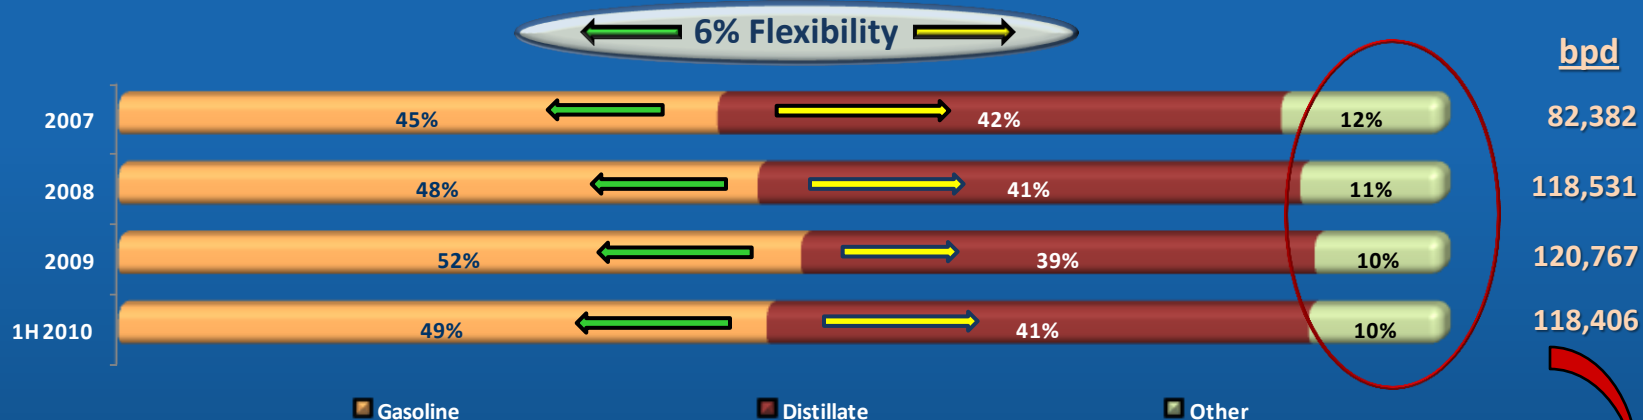 6% Flexibility
bpd
2007 45% 42% 12% 82,382
2008 48% 41% 11% 118,531
2009 52% 39% 10% 120,767
1H 2010 49% 41% 10% 118,406
Gasoline Distillate Other